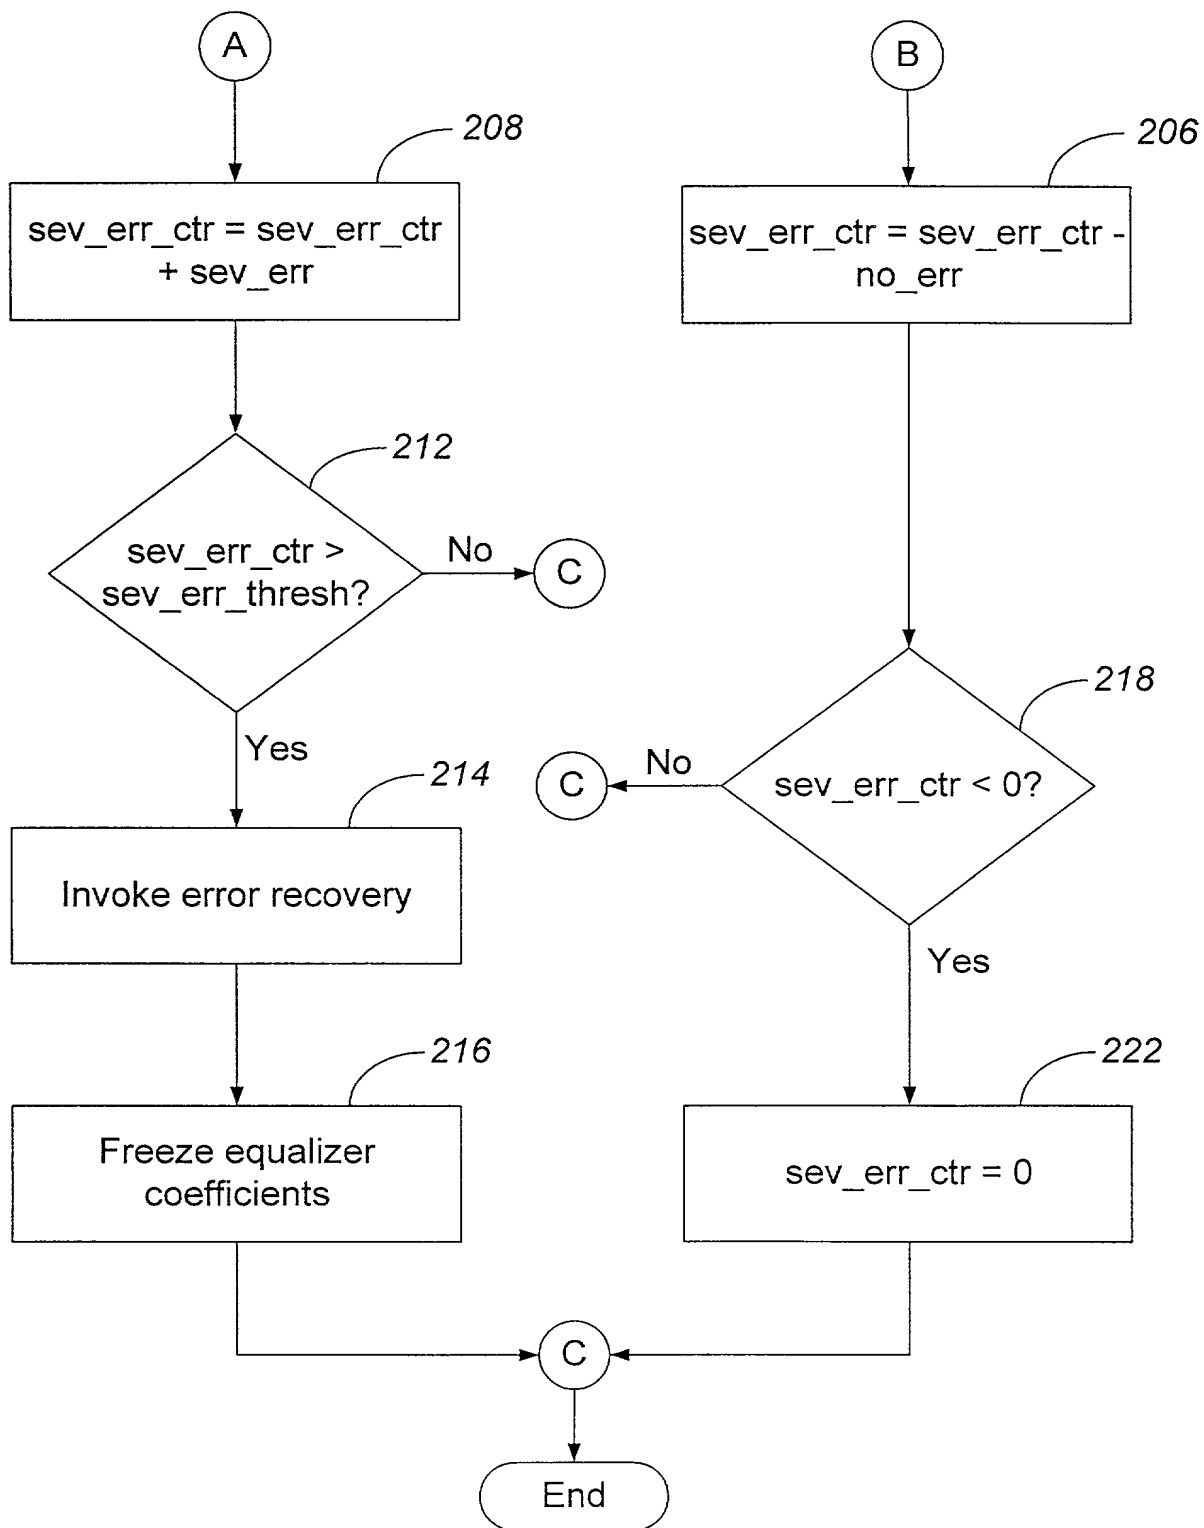 A
B
208
206
sev_err_ctr = sev_err_ctr
+ sev_err
sev_err_ctr = sev_err_ctr -
no_err
212
sev_err_ctr >
sev_err_thresh?
No
C
Yes
218
sev_err_ctr < 0?
No
C
Yes
214
Invoke error recovery
216
222
Freeze equalizer
coefficients
sev_err_ctr = 0
C
End